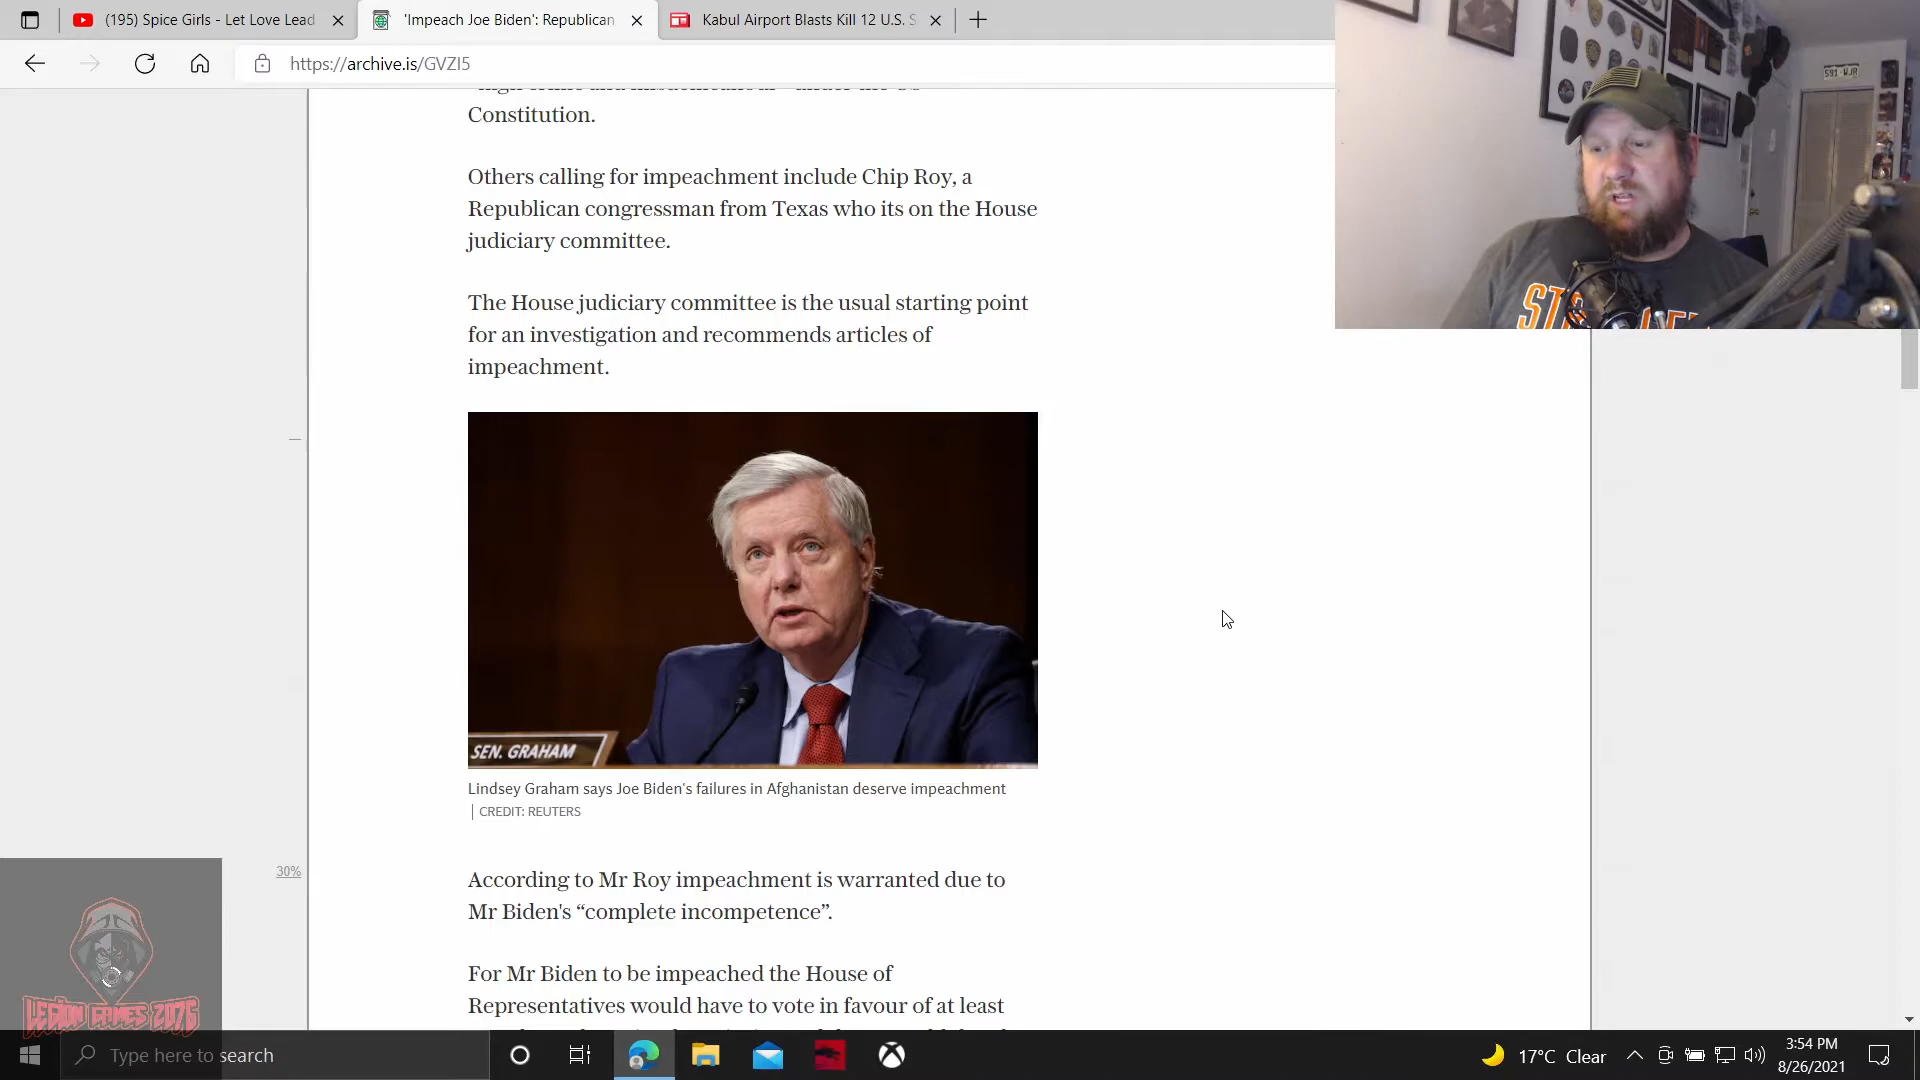 (195) Spice Girls - Let Love Lead
'Impeach Joe Biden': Republican
Kabul Airport Blasts Kill 12 U.S. S
https://archive.is/GVZI5
Constitution.
Others calling for impeachment include Chip Roy, a
Republican congressman from Texas who its on the House
judiciary committee.
The House judiciary committee is the usual starting point
for an investigation and recommends articles of
impeachment.
SEN. GRAHAM
Lindsey Graham says Joe Biden's failures in Afghanistan deserve impeachment
| CREDIT: REUTERS
30%
According to Mr Roy impeachment is warranted due to
Mr Biden's “complete incompetence”.
For Mr Biden to be impeached the House of
Representatives would have to vote in favour of at least
LEGION GAMES 2076
Type here to search
17°C Clear
3:54 PM
8/26/2021